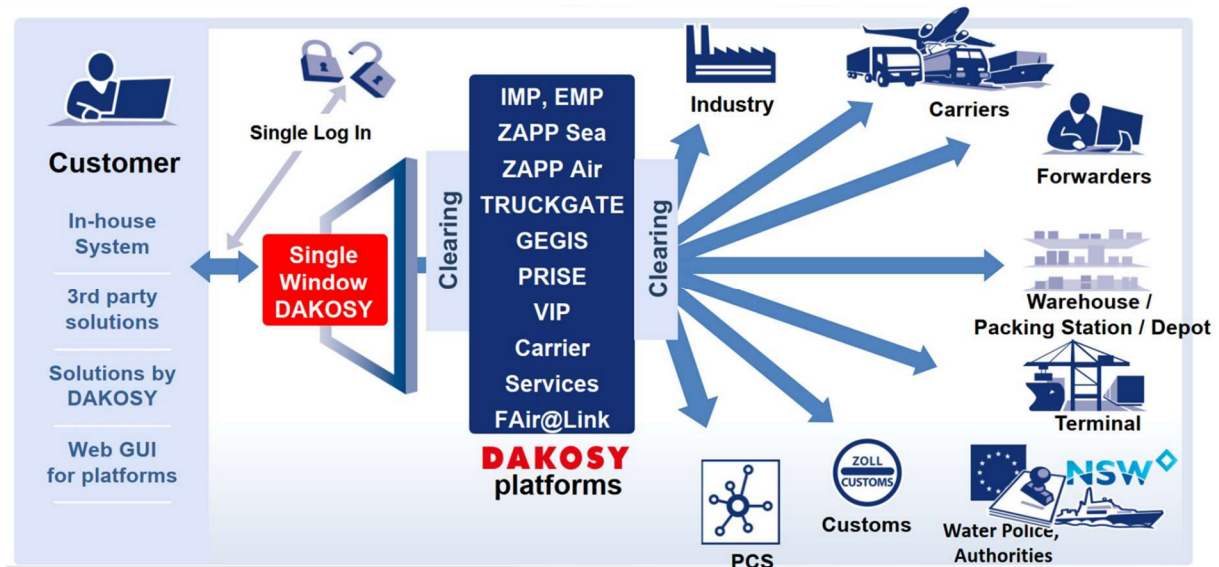 Customer
In-house
System
3rd party
solutions
Solutions by
DAKOSY
Web GUI
for platforms
Single Log In
Single
Window
DAKOSY
Clearing
IMP, EMP
ZAPP Sea
ZAPP Air
TRUCKGATE
GEGIS
PRISE
VIP
Carrier
Services
FAir@Link
DAKOSY
platforms
Clearing
Industry
Carriers
Forwarders
Warehouse /
Packing Station / Depot
Terminal
NSW
Water Police,
Authorities
ZOLL
CUSTOMS
Customs
PCS